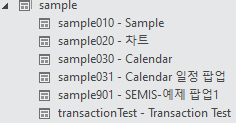 sample
sample010 - Sample
sample020 - 차트
sample030 - Calendar
sample031 - Calendar 일정 팝업
sample901 - SEMIS-예제 팝업1
transactionTest - Transaction Test